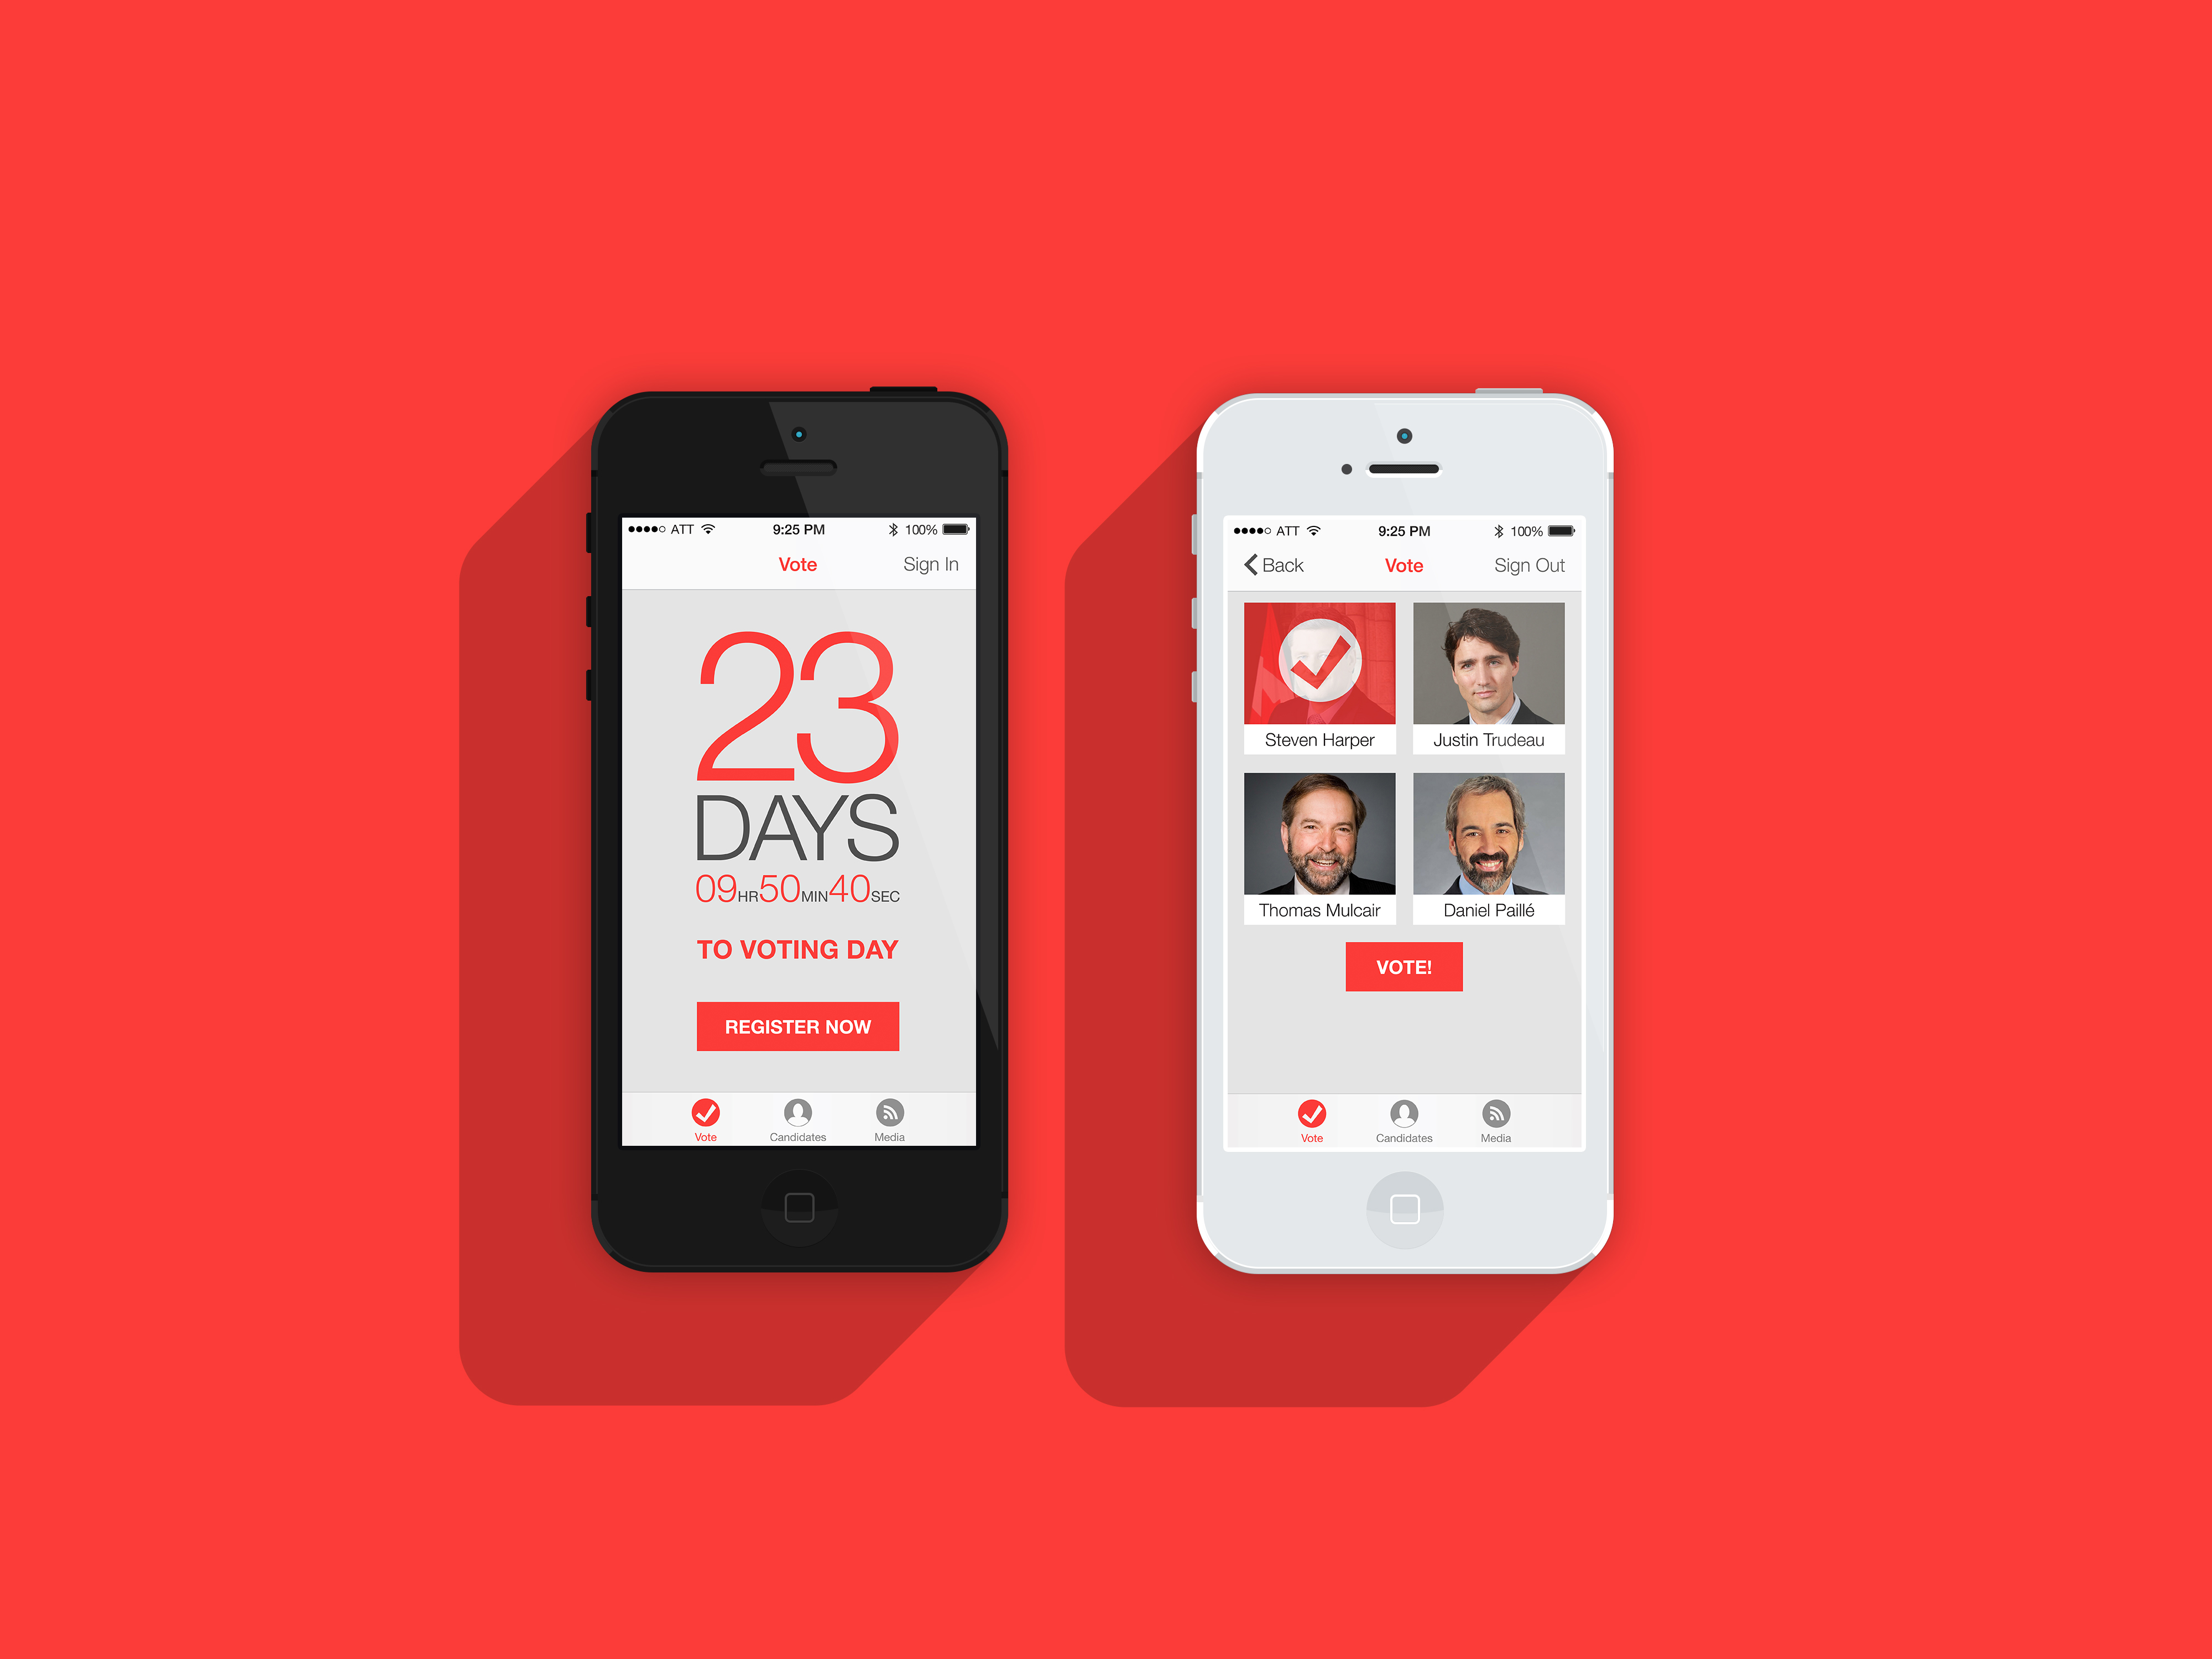 ATT 9:25 PM 100%
Vote Sign In
23
DAYS
09HR50MIN40SEC
TO VOTING DAY
REGISTER NOW
Vote Candidates Media
ATT 9:25 PM 100%
Back Vote Sign Out
Steven Harper Justin Trudeau
Thomas Mulcair Daniel Paillé
VOTE!
Vote Candidates Media